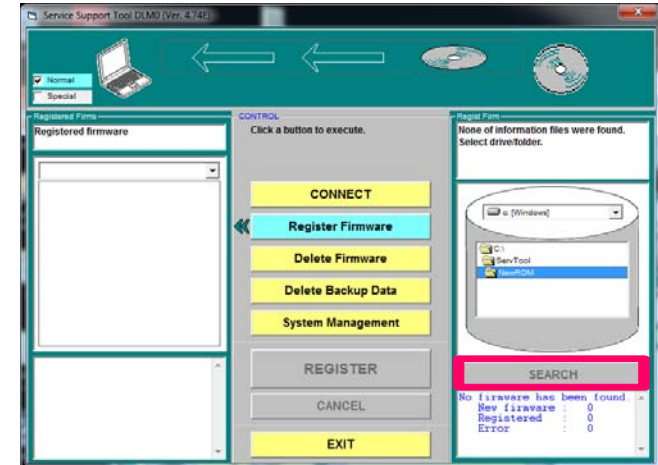 Service Support Tool DLM0 (Ver. 4.74E)
Normal
Special
Registered Firms
Registered firmware
CONTROL
Click a button to execute.
CONNECT
Register Firmware
Delete Firmware
Delete Backup Data
System Management
REGISTER
CANCEL
EXIT
Regist Firm
None of information files were found.
Select drive/folder.
c: [Windows]
C:\
ServTool
NewROM
SEARCH
No firmware has been found.
New firmware : 0
Registered : 0
Error : 0